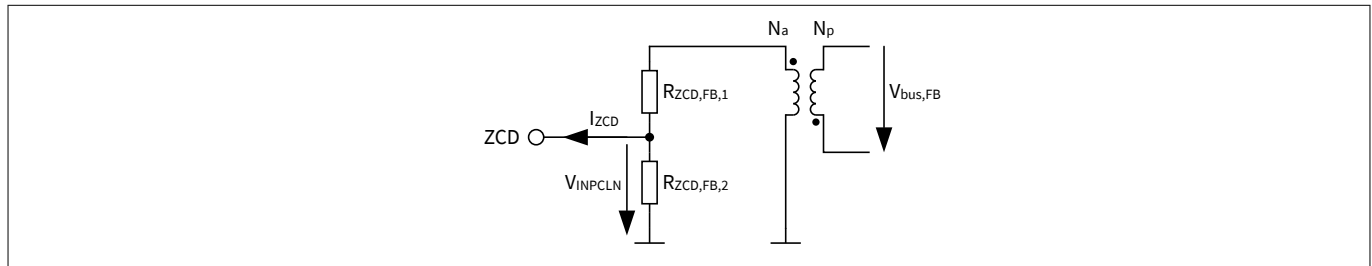 Na Np
RZCD,FB,1
Vbus,FB
IZCD
ZCD
VINPCLN
RZCD,FB,2